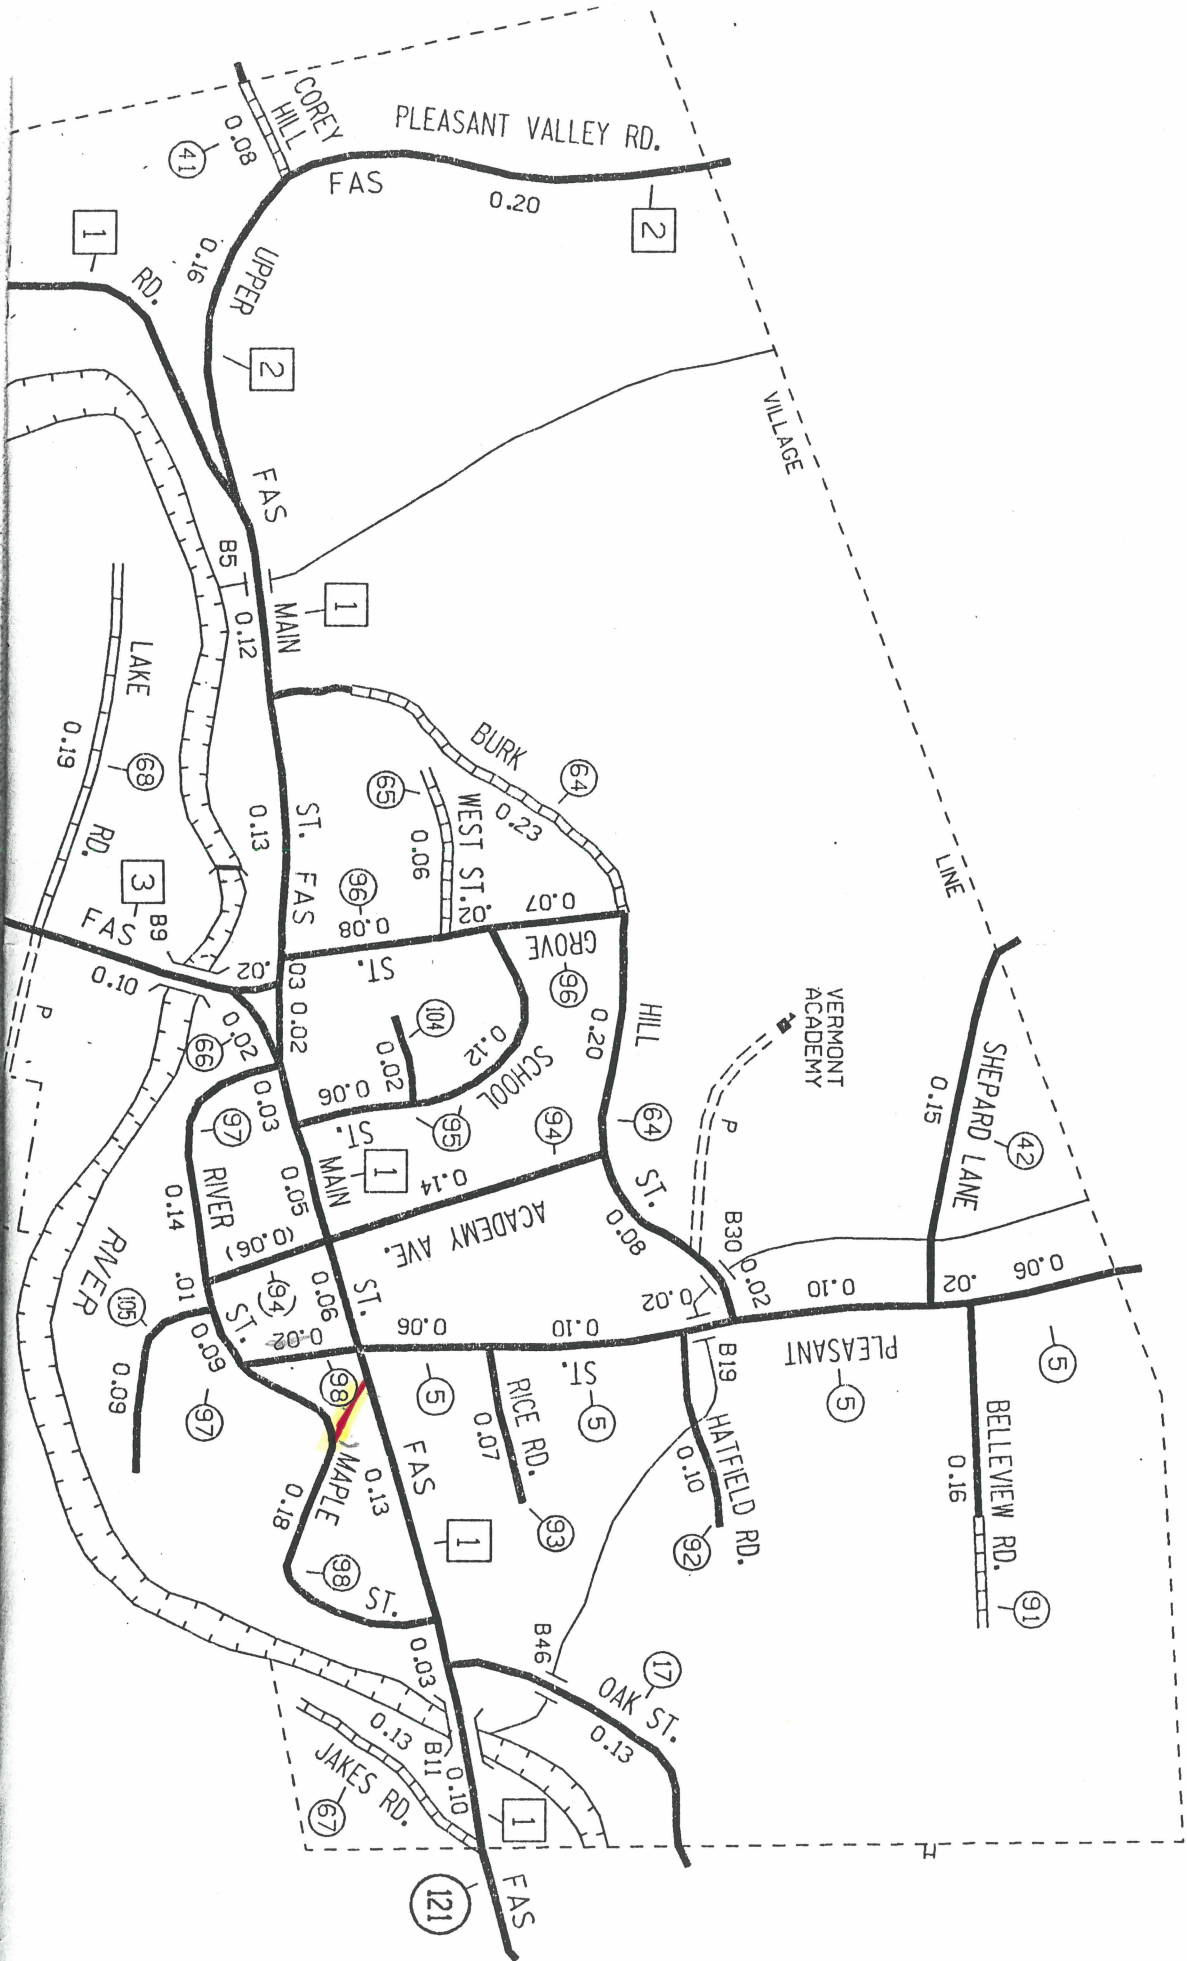 COREY
HILL
0.08
41
PLEASANT VALLEY RD.
FAS
0.20
2
1
RD.
0.16
UPPER
2
VILLAGE
LINE
FAS
B5
0.12
MAIN
1
LAKE
0.19
68
RD.
3
FAS
B9
0.10
.02
P
BURK
64
0.23
65
0.06
WEST ST.
.02
0.07
0.13
ST.
FAS
96
0.08
ST.
GROVE
96
.03
0.02
0.02
66
0.03
97
104
0.02
0.12
SCHOOL
95
0.06
ST.
HILL
0.20
64
94
0.14
ACADEMY AVE.
MAIN
1
0.05
RIVER
0.14
(0.06)
RIVER
.01
105
0.09
ST.
0.09
97
(94)
0.06
ST.
0.02
98
VERMONT
ACADEMY
P
ST.
0.08
B30
0.02
0.02
B19
SHEPARD LANE
42
0.15
0.10
.02
0.06
PLEASANT
5
5
0.06
0.10
ST.
5
5
RICE RD.
0.07
93
HATFIELD RD.
0.10
92
BELLEVIEW RD.
0.16
91
FAS
0.13
1
MAPLE
0.18
98
ST.
0.03
B46
17
OAK ST.
0.13
0.13
JAKES RD.
67
B11
0.10
1
FAS
121
H